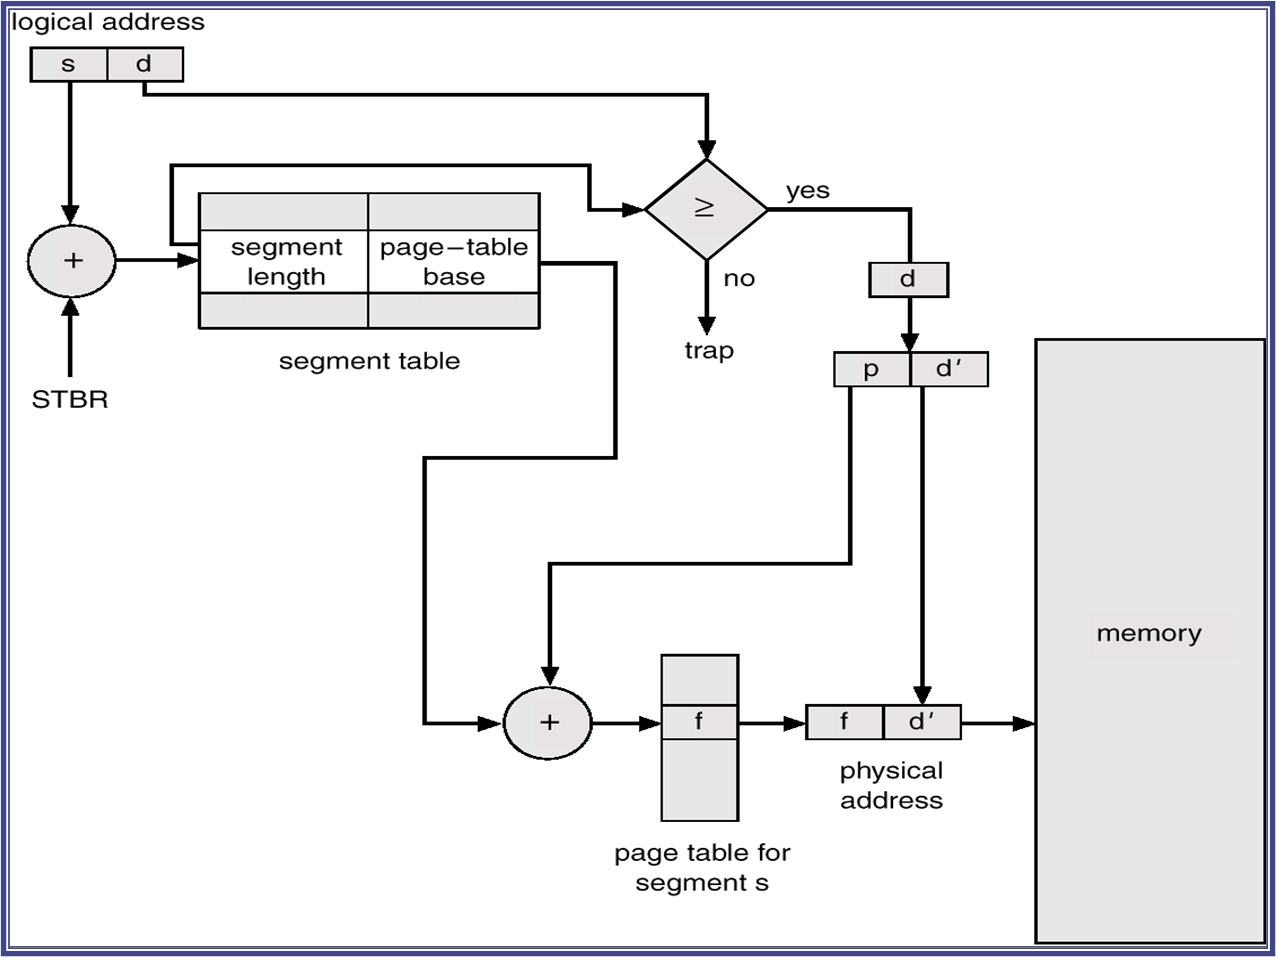 logical address
s d
≥
yes
+
segment length
page-table base
no
d
trap
segment table
p d′
STBR
memory
+
f
f d′
physical address
page table for segment s